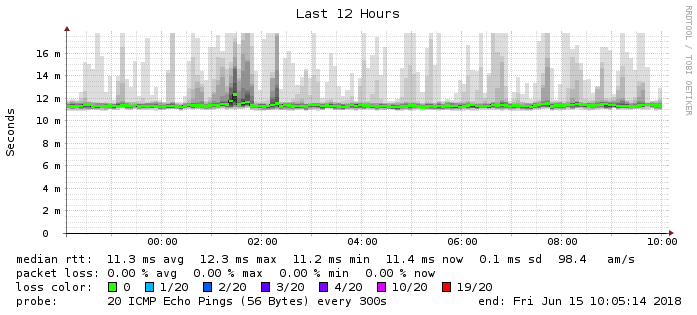 Last 12 Hours
RRDTOOL / TOBI OETIKER
Seconds
16 m
14 m
12 m
10 m
8 m
6 m
4 m
2 m
0
00:00 02:00 04:00 06:00 08:00 10:00
median rtt: 11.3 ms avg 12.3 ms max 11.2 ms min 11.4 ms now 0.1 ms sd 98.4 am/s
packet loss: 0.00 % avg 0.00 % max 0.00 % min 0.00 % now
loss color: 0 1/20 2/20 3/20 4/20 10/20 19/20
probe: 20 ICMP Echo Pings (56 Bytes) every 300s end: Fri Jun 15 10:05:14 2018